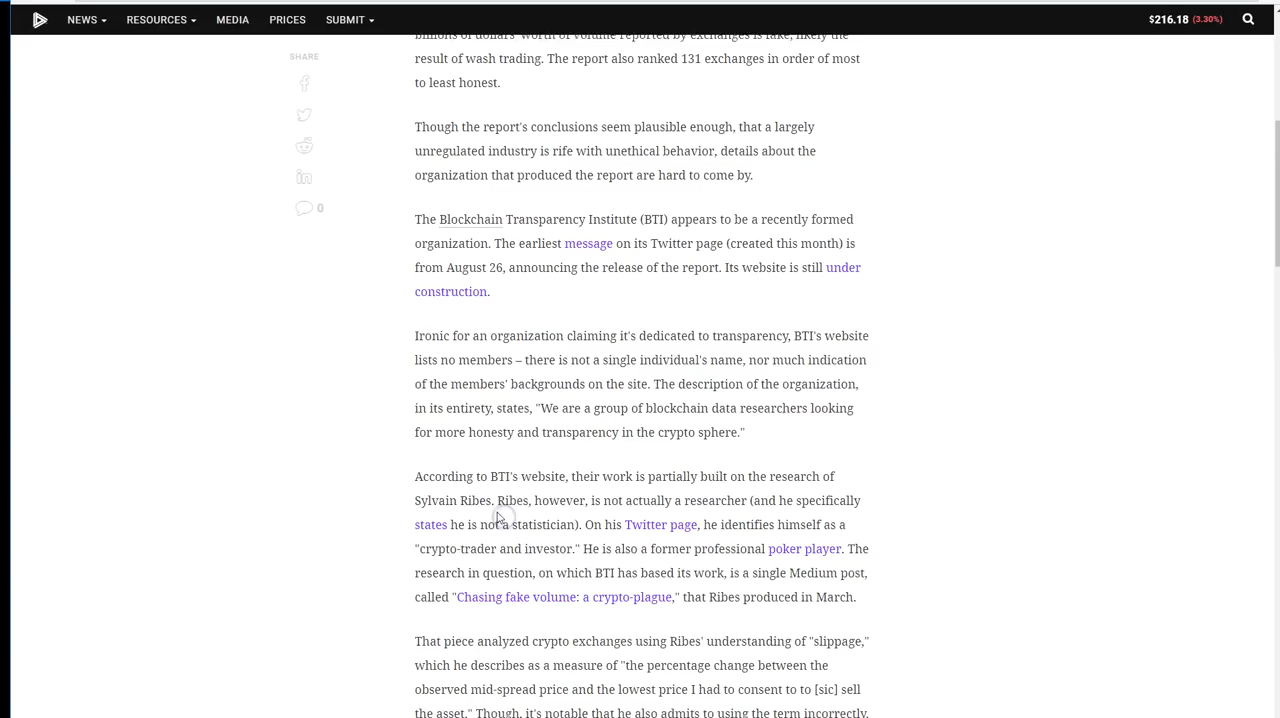 NEWS RESOURCES MEDIA PRICES SUBMIT $216.18 (3.30%)
billions of dollars' worth of volume reported by exchanges is fake, likely the
SHARE
result of wash trading. The report also ranked 131 exchanges in order of most
to least honest.
Though the report's conclusions seem plausible enough, that a largely
unregulated industry is rife with unethical behavior, details about the
organization that produced the report are hard to come by.
0
The Blockchain Transparency Institute (BTI) appears to be a recently formed
organization. The earliest message on its Twitter page (created this month) is
from August 26, announcing the release of the report. Its website is still under
construction.
Ironic for an organization claiming it's dedicated to transparency, BTI's website
lists no members – there is not a single individual's name, nor much indication
of the members' backgrounds on the site. The description of the organization,
in its entirety, states, "We are a group of blockchain data researchers looking
for more honesty and transparency in the crypto sphere."
According to BTI's website, their work is partially built on the research of
Sylvain Ribes. Ribes, however, is not actually a researcher (and he specifically
states he is not a statistician). On his Twitter page, he identifies himself as a
"crypto-trader and investor." He is also a former professional poker player. The
research in question, on which BTI has based its work, is a single Medium post,
called "Chasing fake volume: a crypto-plague," that Ribes produced in March.
That piece analyzed crypto exchanges using Ribes' understanding of "slippage,"
which he describes as a measure of "the percentage change between the
observed mid-spread price and the lowest price I had to consent to to [sic] sell
the asset." Though, it's notable that he also admits to using the term incorrectly.